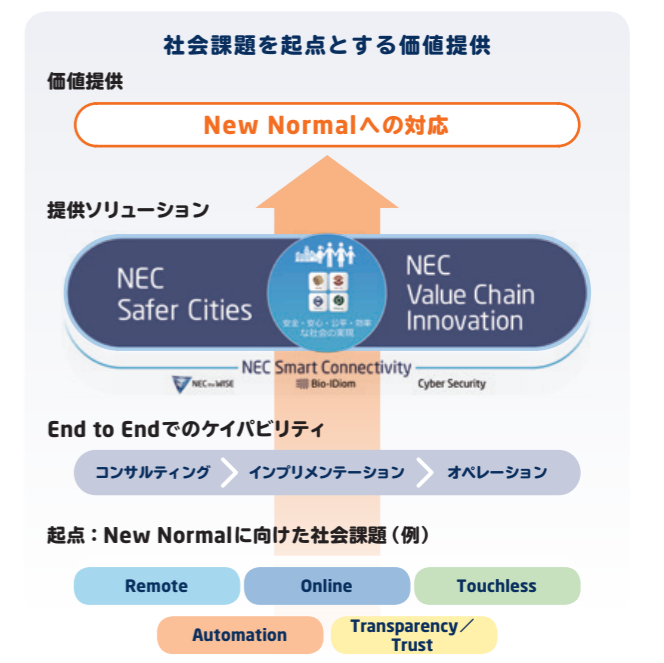 社会課題を起点とする価値提供
価値提供
New Normalへの対応
提供ソリューション
NEC
Safer Cities
安全・安心・公平・効率
な社会の実現
NEC
Value Chain
Innovation
NEC Smart Connectivity
NEC the WISE
Bio-IDiom
Cyber Security
End to Endでのケイパビリティ
コンサルティング
インプリメンテーション
オペレーション
起点：New Normalに向けた社会課題（例）
Remote
Online
Touchless
Automation
Transparency／
Trust